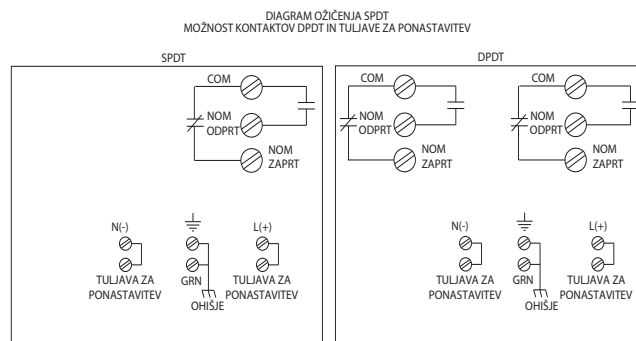 DIAGRAM OŽIČENJA SPDT
MOŽNOST KONTAKTOV DPDT IN TULJAVE ZA PONASTAVITEV
SPDT
COM
NOM
ODPRT
NOM
ZAPRT
N(-)
L(+)
TULJAVA ZA
PONASTAVITEV
GRN
OHIŠJE
TULJAVA ZA
PONASTAVITEV
DPDT
COM
NOM
ODPRT
NOM
ZAPRT
COM
NOM
ODPRT
NOM
ZAPRT
N(-)
L(+)
TULJAVA ZA
PONASTAVITEV
GRN
OHIŠJE
TULJAVA ZA
PONASTAVITEV